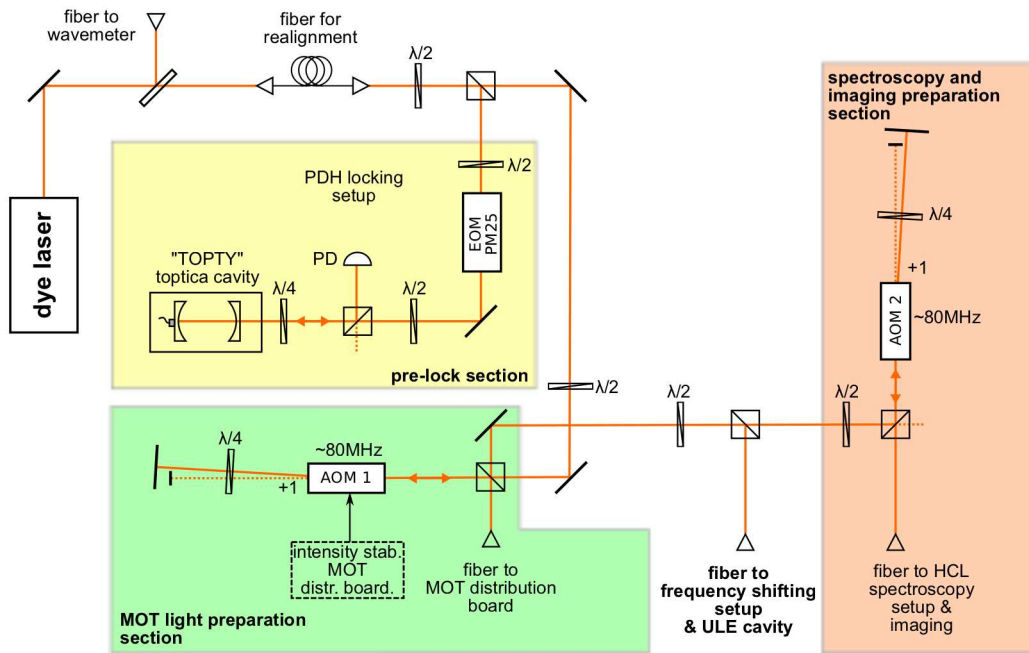 fiber to
wavemeter
fiber for
realignment
λ/2
spectroscopy and
imaging preparation
section
dye laser
PDH locking
setup
λ/2
EOM
PM25
"TOPTY"
toptica cavity
PD
λ/4
λ/2
pre-lock section
λ/4
+1
AOM 2
~80MHz
λ/2
λ/2
λ/2
λ/4
~80MHz
+1
AOM 1
intensity stab.
MOT
distr. board.
fiber to
MOT distribution
board
MOT light preparation
section
fiber to
frequency shifting
setup
& ULE cavity
fiber to HCL
spectroscopy
setup &
imaging